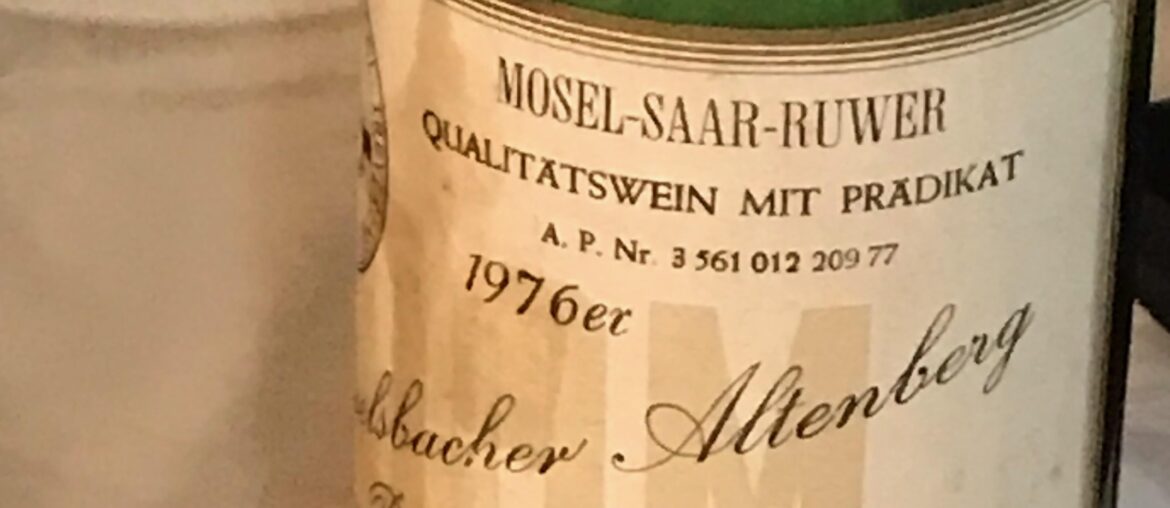 MOSEL-SAAR-RUWER
QUALITÄTSWEIN MIT PRÄDIKAT
A. P. Nr. 3 561 012 209 77
1976er
Altenberg